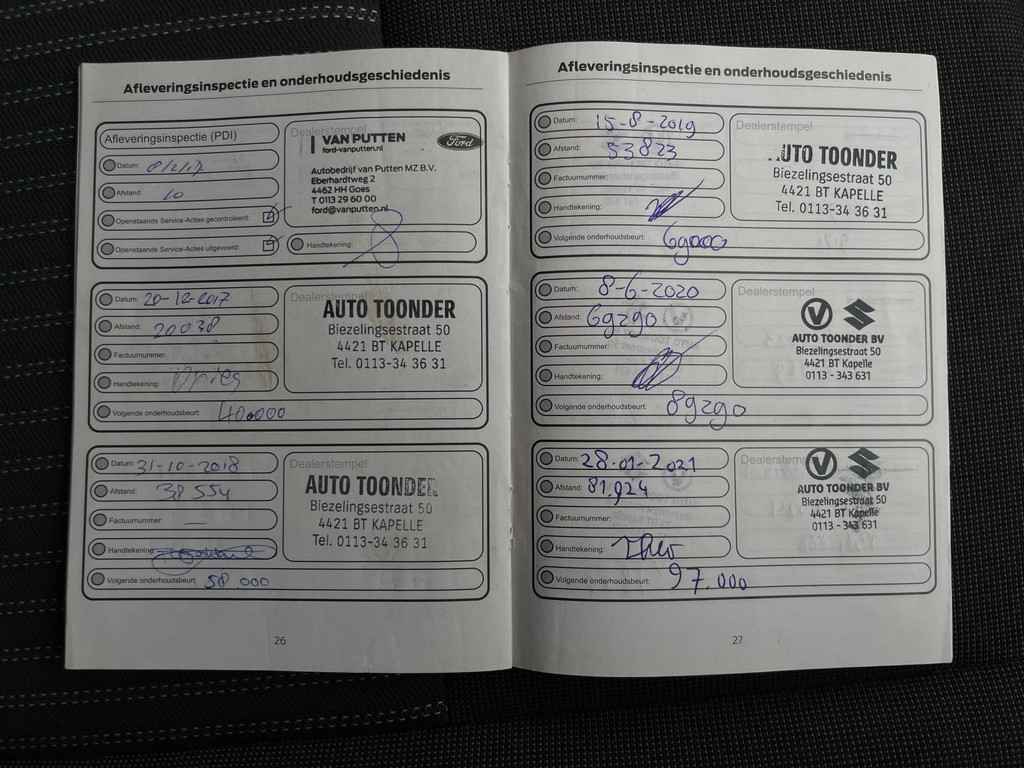 Afleveringsinspectie en onderhoudsgeschiedenis
Afleveringsinspectie (PDI)
Datum:
Afstand: 10
Openstaande Service-Acties gecontroleerd:
Openstaande Service-Acties uitgevoerd:
Dealerstempel
VAN PUTTEN
ford-vanputten.nl
Ford
Autobedrijf van Putten MZ B.V.
Eberhardtweg 2
4462 HH Goes
T 0113 29 60 00
ford@vanputten.nl
Handtekening:
Datum: 20-12-2017
Afstand: 20038
Factuurnummer:
Handtekening:
Volgende onderhoudsbeurt: 40.000
Dealerstempel
AUTO TOONDER
Biezelingsestraat 50
4421 BT KAPELLE
Tel. 0113-34 36 31
Datum: 31-10-2018
Afstand: 38554
Factuurnummer: —
Handtekening:
Volgende onderhoudsbeurt: 58 000
Dealerstempel
AUTO TOONDER
Biezelingsestraat 50
4421 BT KAPELLE
Tel. 0113-34 36 31
26
Afleveringsinspectie en onderhoudsgeschiedenis
Datum: 15-8-2019
Afstand: 53823
Factuurnummer:
Handtekening:
Volgende onderhoudsbeurt: 69000
Dealerstempel
AUTO TOONDER
Biezelingsestraat 50
4421 BT KAPELLE
Tel. 0113-34 36 31
Datum: 8-6-2020
Afstand: 69290
Factuurnummer:
Handtekening:
Volgende onderhoudsbeurt: 89290
Dealerstempel
AUTO TOONDER BV
Biezelingsestraat 50
4421 BT Kapelle
0113 - 343 631
Datum: 28-01-2021
Afstand: 81.924
Factuurnummer:
Handtekening:
Volgende onderhoudsbeurt: 97.000
Dealerstempel
AUTO TOONDER BV
Biezelingsestraat 50
4421 BT Kapelle
0113 - 343 631
27